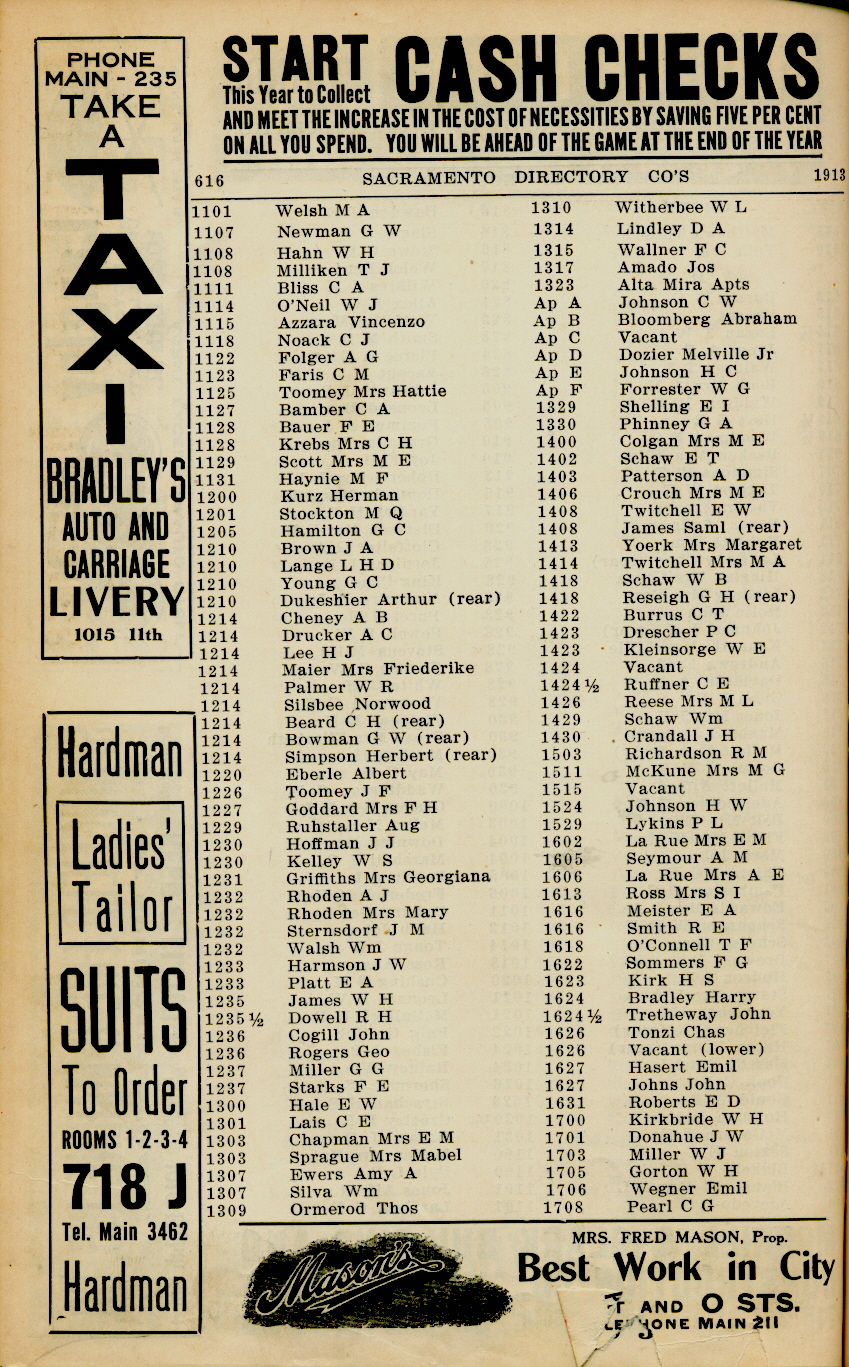 PHONE
MAIN - 235
TAKE
A
TAXI
BRADLEY'S
AUTO AND
CARRIAGE
LIVERY
1015 11th
Hardman
Ladies'
Tailor
SUITS
To Order
ROOMS 1-2-3-4
718 J
Tel. Main 3462
Hardman
START CASH CHECKS
This Year to Collect
AND MEET THE INCREASE IN THE COST OF NECESSITIES BY SAVING FIVE PER CENT
ON ALL YOU SPEND. YOU WILL BE AHEAD OF THE GAME AT THE END OF THE YEAR
616 SACRAMENTO DIRECTORY CO'S 1913
1101 Welsh M A
1107 Newman G W
1108 Hahn W H
1108 Milliken T J
1111 Bliss C A
1114 O'Neil W J
1115 Azzara Vincenzo
1118 Noack C J
1122 Folger A G
1123 Faris C M
1125 Toomey Mrs Hattie
1127 Bamber C A
1128 Bauer F E
1128 Krebs Mrs C H
1129 Scott Mrs M E
1131 Haynie M F
1200 Kurz Herman
1201 Stockton M Q
1205 Hamilton G C
1210 Brown J A
1210 Lange L H D
1210 Young G C
1210 Dukeshier Arthur (rear)
1214 Cheney A B
1214 Drucker A C
1214 Lee H J
1214 Maier Mrs Friederike
1214 Palmer W R
1214 Silsbee Norwood
1214 Beard C H (rear)
1214 Bowman G W (rear)
1214 Simpson Herbert (rear)
1220 Eberle Albert
1226 Toomey J F
1227 Goddard Mrs F H
1229 Ruhstaller Aug
1230 Hoffman J J
1230 Kelley W S
1231 Griffiths Mrs Georgiana
1232 Rhoden A J
1232 Rhoden Mrs Mary
1232 Sternsdorf J M
1232 Walsh Wm
1233 Harmson J W
1233 Platt E A
1235 James W H
1235½ Dowell R H
1236 Cogill John
1236 Rogers Geo
1237 Miller G G
1237 Starks F E
1300 Hale E W
1301 Lais C E
1303 Chapman Mrs E M
1303 Sprague Mrs Mabel
1307 Ewers Amy A
1307 Silva Wm
1309 Ormerod Thos
1310 Witherbee W L
1314 Lindley D A
1315 Wallner F C
1317 Amado Jos
1323 Alta Mira Apts
Ap A Johnson C W
Ap B Bloomberg Abraham
Ap C Vacant
Ap D Dozier Melville Jr
Ap E Johnson H C
Ap F Forrester W G
1329 Shelling E I
1330 Phinney G A
1400 Colgan Mrs M E
1402 Schaw E T
1403 Patterson A D
1406 Crouch Mrs M E
1408 Twitchell E W
1408 James Saml (rear)
1413 Yoerk Mrs Margaret
1414 Twitchell Mrs M A
1418 Schaw W B
1418 Reseigh G H (rear)
1422 Burrus C T
1423 Drescher P C
1423 Kleinsorge W E
1424 Vacant
1424½ Ruffner C E
1426 Reese Mrs M L
1429 Schaw Wm
1430 Crandall J H
1503 Richardson R M
1511 McKune Mrs M G
1515 Vacant
1524 Johnson H W
1529 Lykins P L
1602 La Rue Mrs E M
1605 Seymour A M
1606 La Rue Mrs A E
1613 Ross Mrs S I
1616 Meister E A
1616 Smith R E
1618 O'Connell T F
1622 Sommers F G
1623 Kirk H S
1624 Bradley Harry
1624½ Tretheway John
1626 Tonzi Chas
1626 Vacant (lower)
1627 Hasert Emil
1627 Johns John
1631 Roberts E D
1700 Kirkbride W H
1701 Donahue J W
1703 Miller W J
1705 Gorton W H
1706 Wegner Emil
1708 Pearl C G
Mason's
MRS. FRED MASON, Prop.
Best Work in City
AND O STS.
MAIN 211